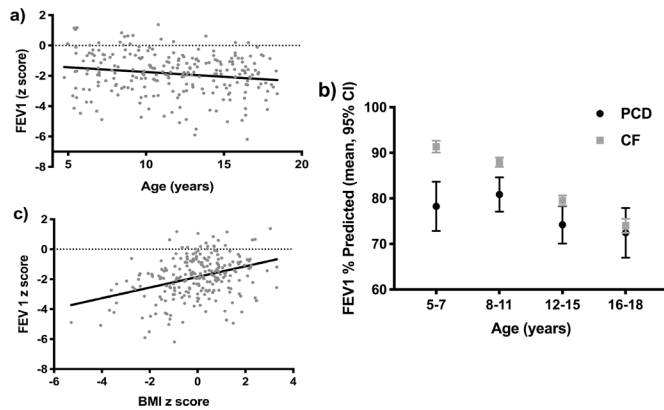 a)
2
0
-2
-4
-6
-8
5
10
15
20
FEV1 (z score)
Age (years)
b)
PCD
CF
100
90
80
70
60
5-7
8-11
12-15
16-18
FEV1 % Predicted (mean, 95% CI)
Age (years)
c)
2
0
-2
-4
-6
-8
-6
-4
-2
0
2
4
FEV 1 z score
BMI z score